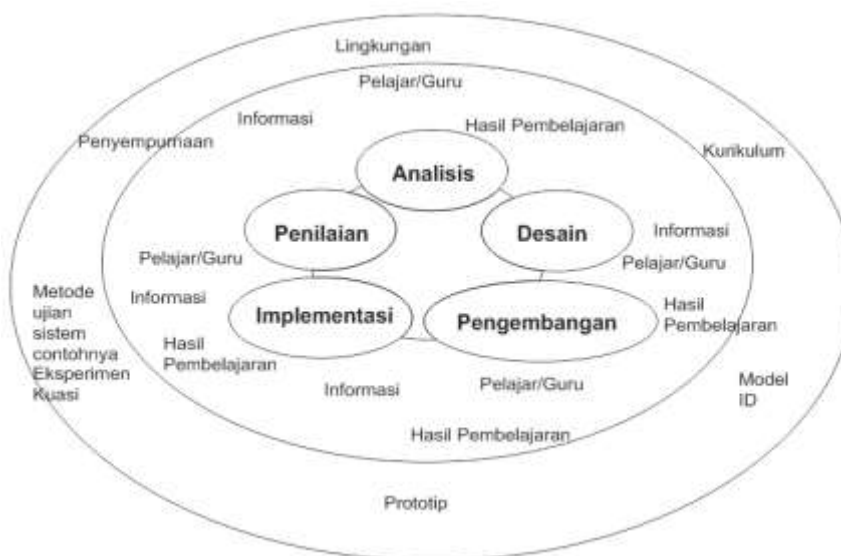 Lingkungan
Pelajar/Guru
Informasi
Hasil Pembelajaran
Penyempurnaan
Kurikulum
Analisis
Penilaian
Desain
Informasi
Pelajar/Guru
Pelajar/Guru
Metode
ujian
sistem
contohnya
Eksperimen
Kuasi
Informasi
Implementasi
Pengembangan
Hasil
Pembelajaran
Hasil
Pembelajaran
Informasi
Pelajar/Guru
Model
ID
Hasil Pembelajaran
Prototip